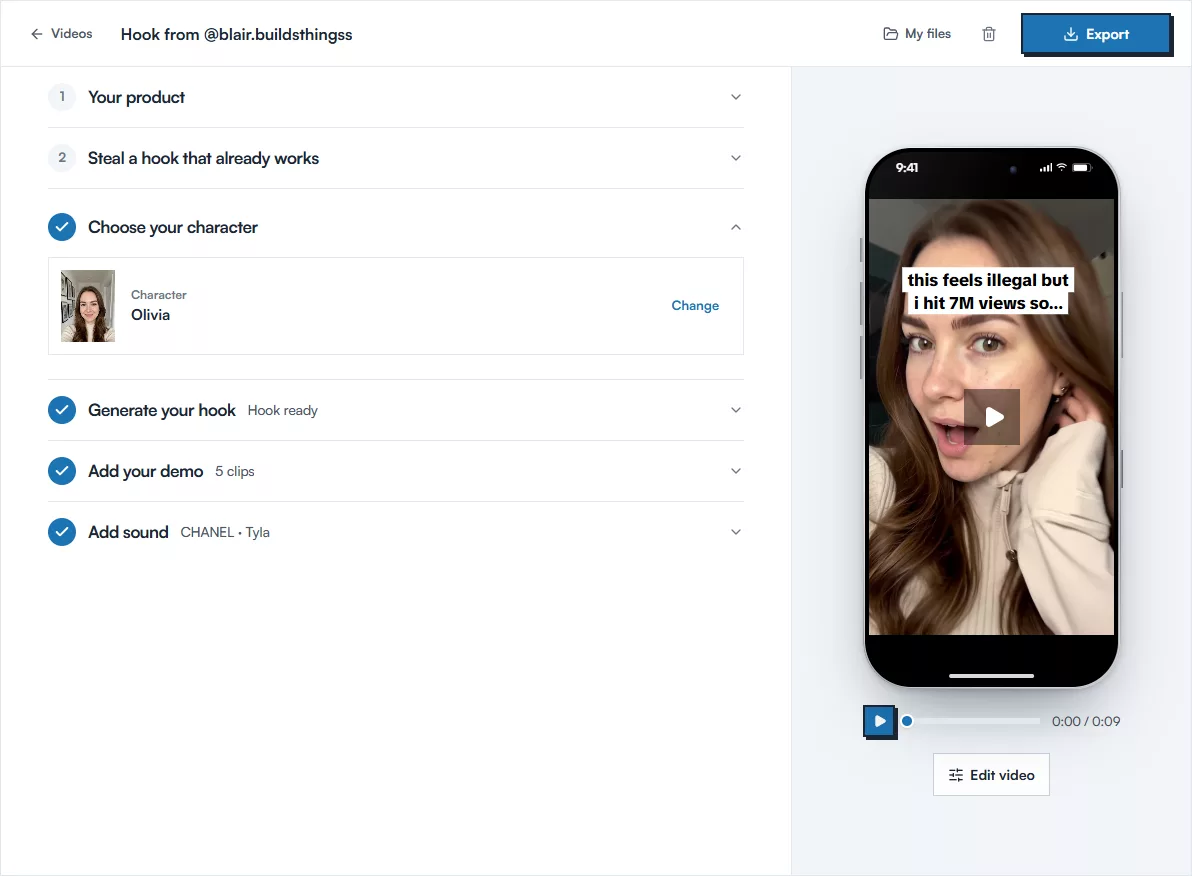 Videos
Hook from @blair.buildsthingss
My files
Export
1
Your product
2
Steal a hook that already works
Choose your character
Character
Olivia
Change
Generate your hook Hook ready
Add your demo 5 clips
Add sound CHANEL · Tyla
9:41
this feels illegal but
i hit 7M views so...
0:00 / 0:09
Edit video